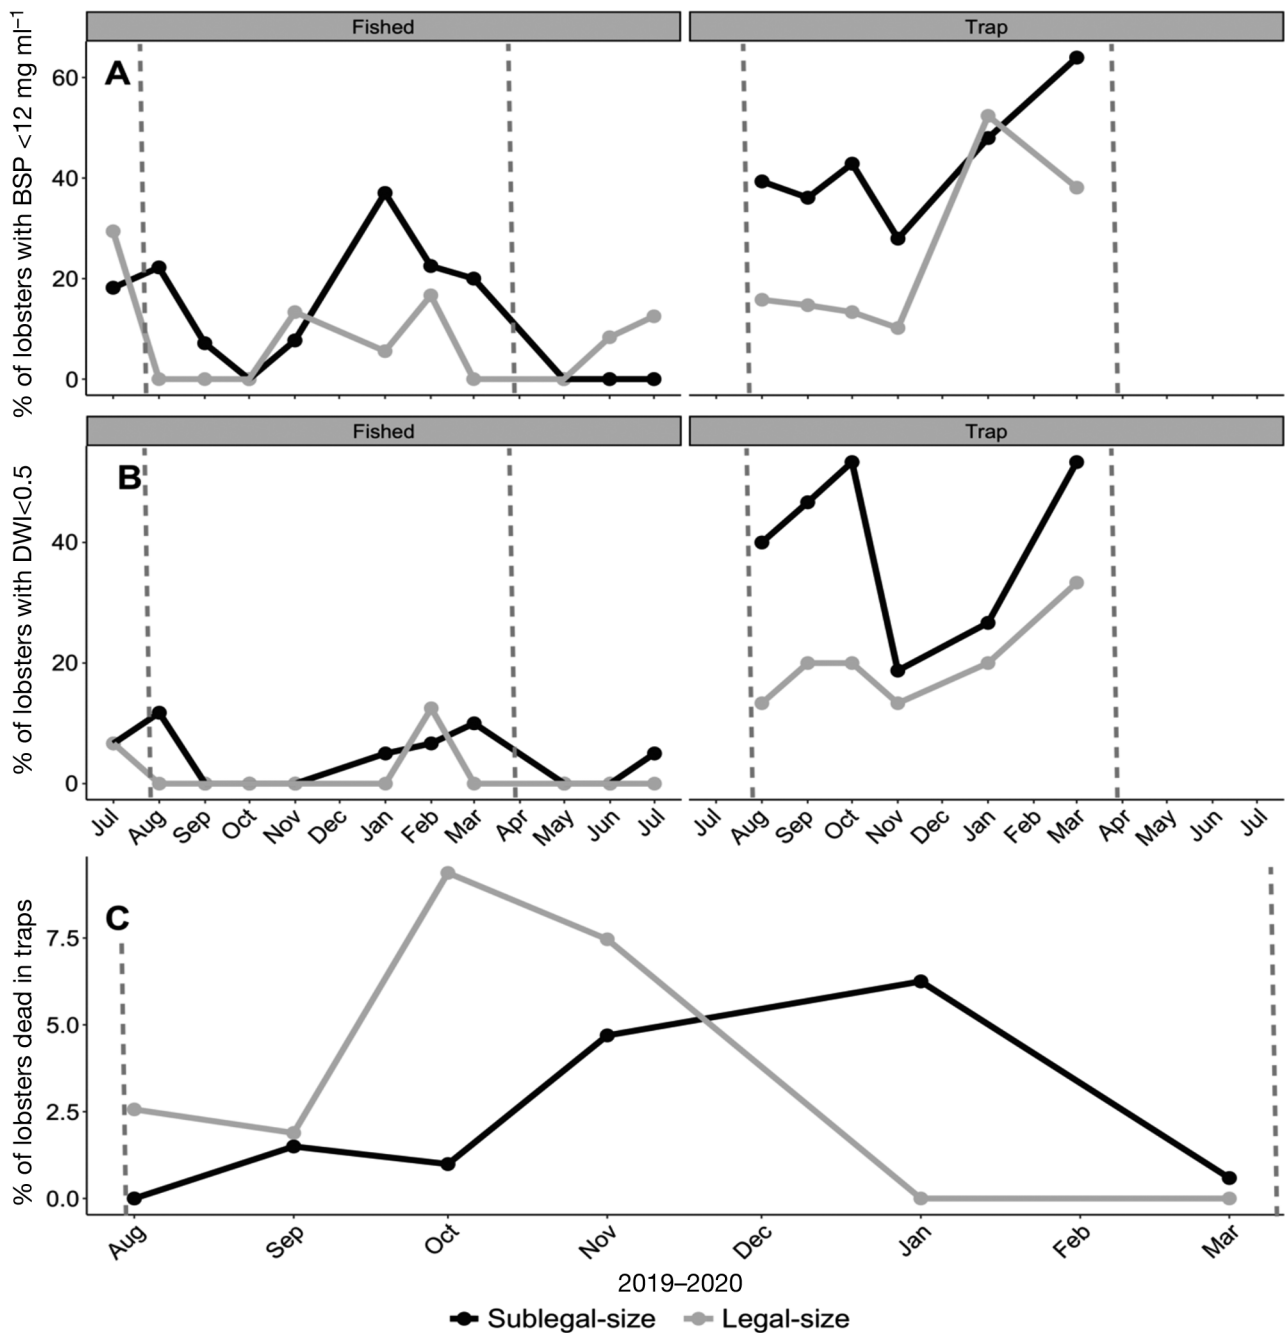 Fished
Trap
A
% of lobsters with BSP <12 mg ml⁻¹
60
40
20
0
Fished
Trap
B
% of lobsters with DWI<0.5
40
20
0
Jul Aug Sep Oct Nov Dec Jan Feb Mar Apr May Jun Jul
Jul Aug Sep Oct Nov Dec Jan Feb Mar Apr May Jun Jul
C
% of lobsters dead in traps
7.5
5.0
2.5
0.0
Aug Sep Oct Nov Dec Jan Feb Mar
2019–2020
Sublegal-size Legal-size